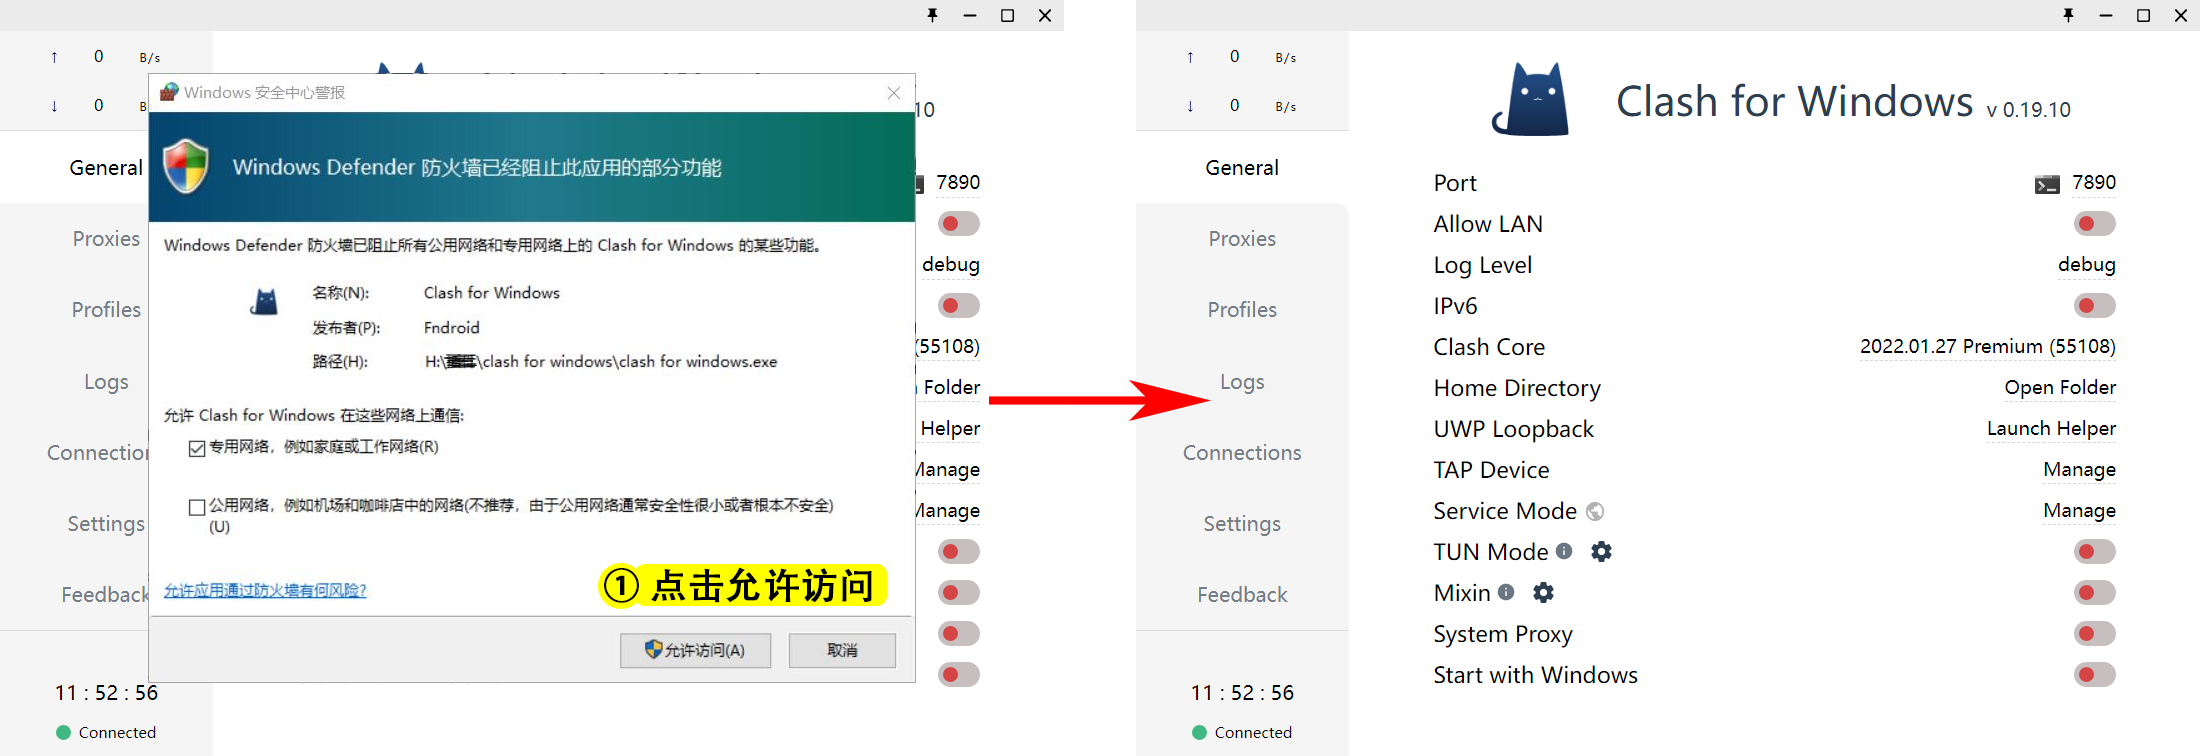 ↑ 0 B/s
↓ 0 B/
General
Proxies
Profiles
Logs
Connection
Settings
Feedback
11 : 52 : 56
Connected
10
7890
debug
(55108)
Folder
Helper
Manage
Manage
Windows 安全中心警报
Windows Defender 防火墙已经阻止此应用的部分功能
Windows Defender 防火墙已阻止所有公用网络和专用网络上的 Clash for Windows 的某些功能。
名称(N): Clash for Windows
发布者(P): Fndroid
路径(H): H:\\clash for windows\clash for windows.exe
允许 Clash for Windows 在这些网络上通信:
专用网络，例如家庭或工作网络(R)
公用网络，例如机场和咖啡店中的网络(不推荐，由于公用网络通常安全性很小或者根本不安全)
(U)
允许应用通过防火墙有何风险?
① 点击允许访问
允许访问(A) 取消
↑ 0 B/s
↓ 0 B/s
General
Proxies
Profiles
Logs
Connections
Settings
Feedback
11 : 52 : 56
Connected
Clash for Windows v 0.19.10
Port 7890
Allow LAN
Log Level debug
IPv6
Clash Core 2022.01.27 Premium (55108)
Home Directory Open Folder
UWP Loopback Launch Helper
TAP Device Manage
Service Mode Manage
TUN Mode
Mixin
System Proxy
Start with Windows